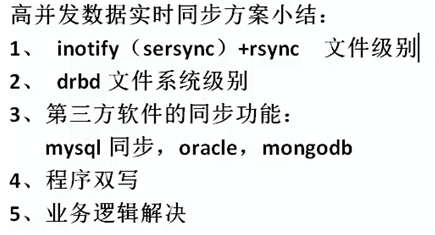 高并发数据实时同步方案小结：
1、 inotify（sersync）+rsync 文件级别
2、 drbd 文件系统级别
3、第三方软件的同步功能：
mysql 同步，oracle，mongodb
4、程序双写
5、业务逻辑解决